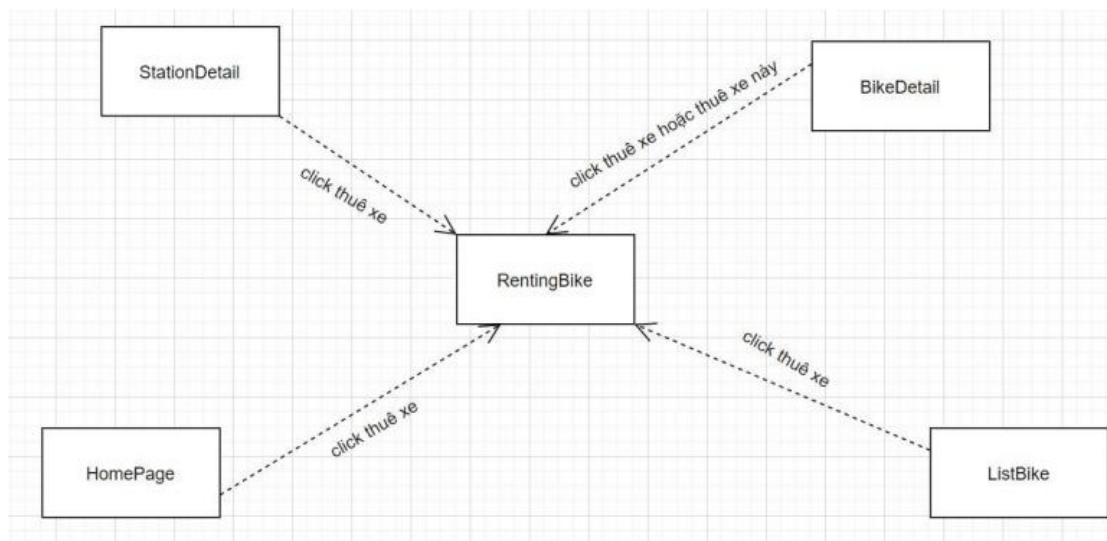 StationDetail
BikeDetail
click thuê xe hoặc thuê xe này
click thuê xe
RentingBike
click thuê xe
click thuê xe
HomePage
ListBike